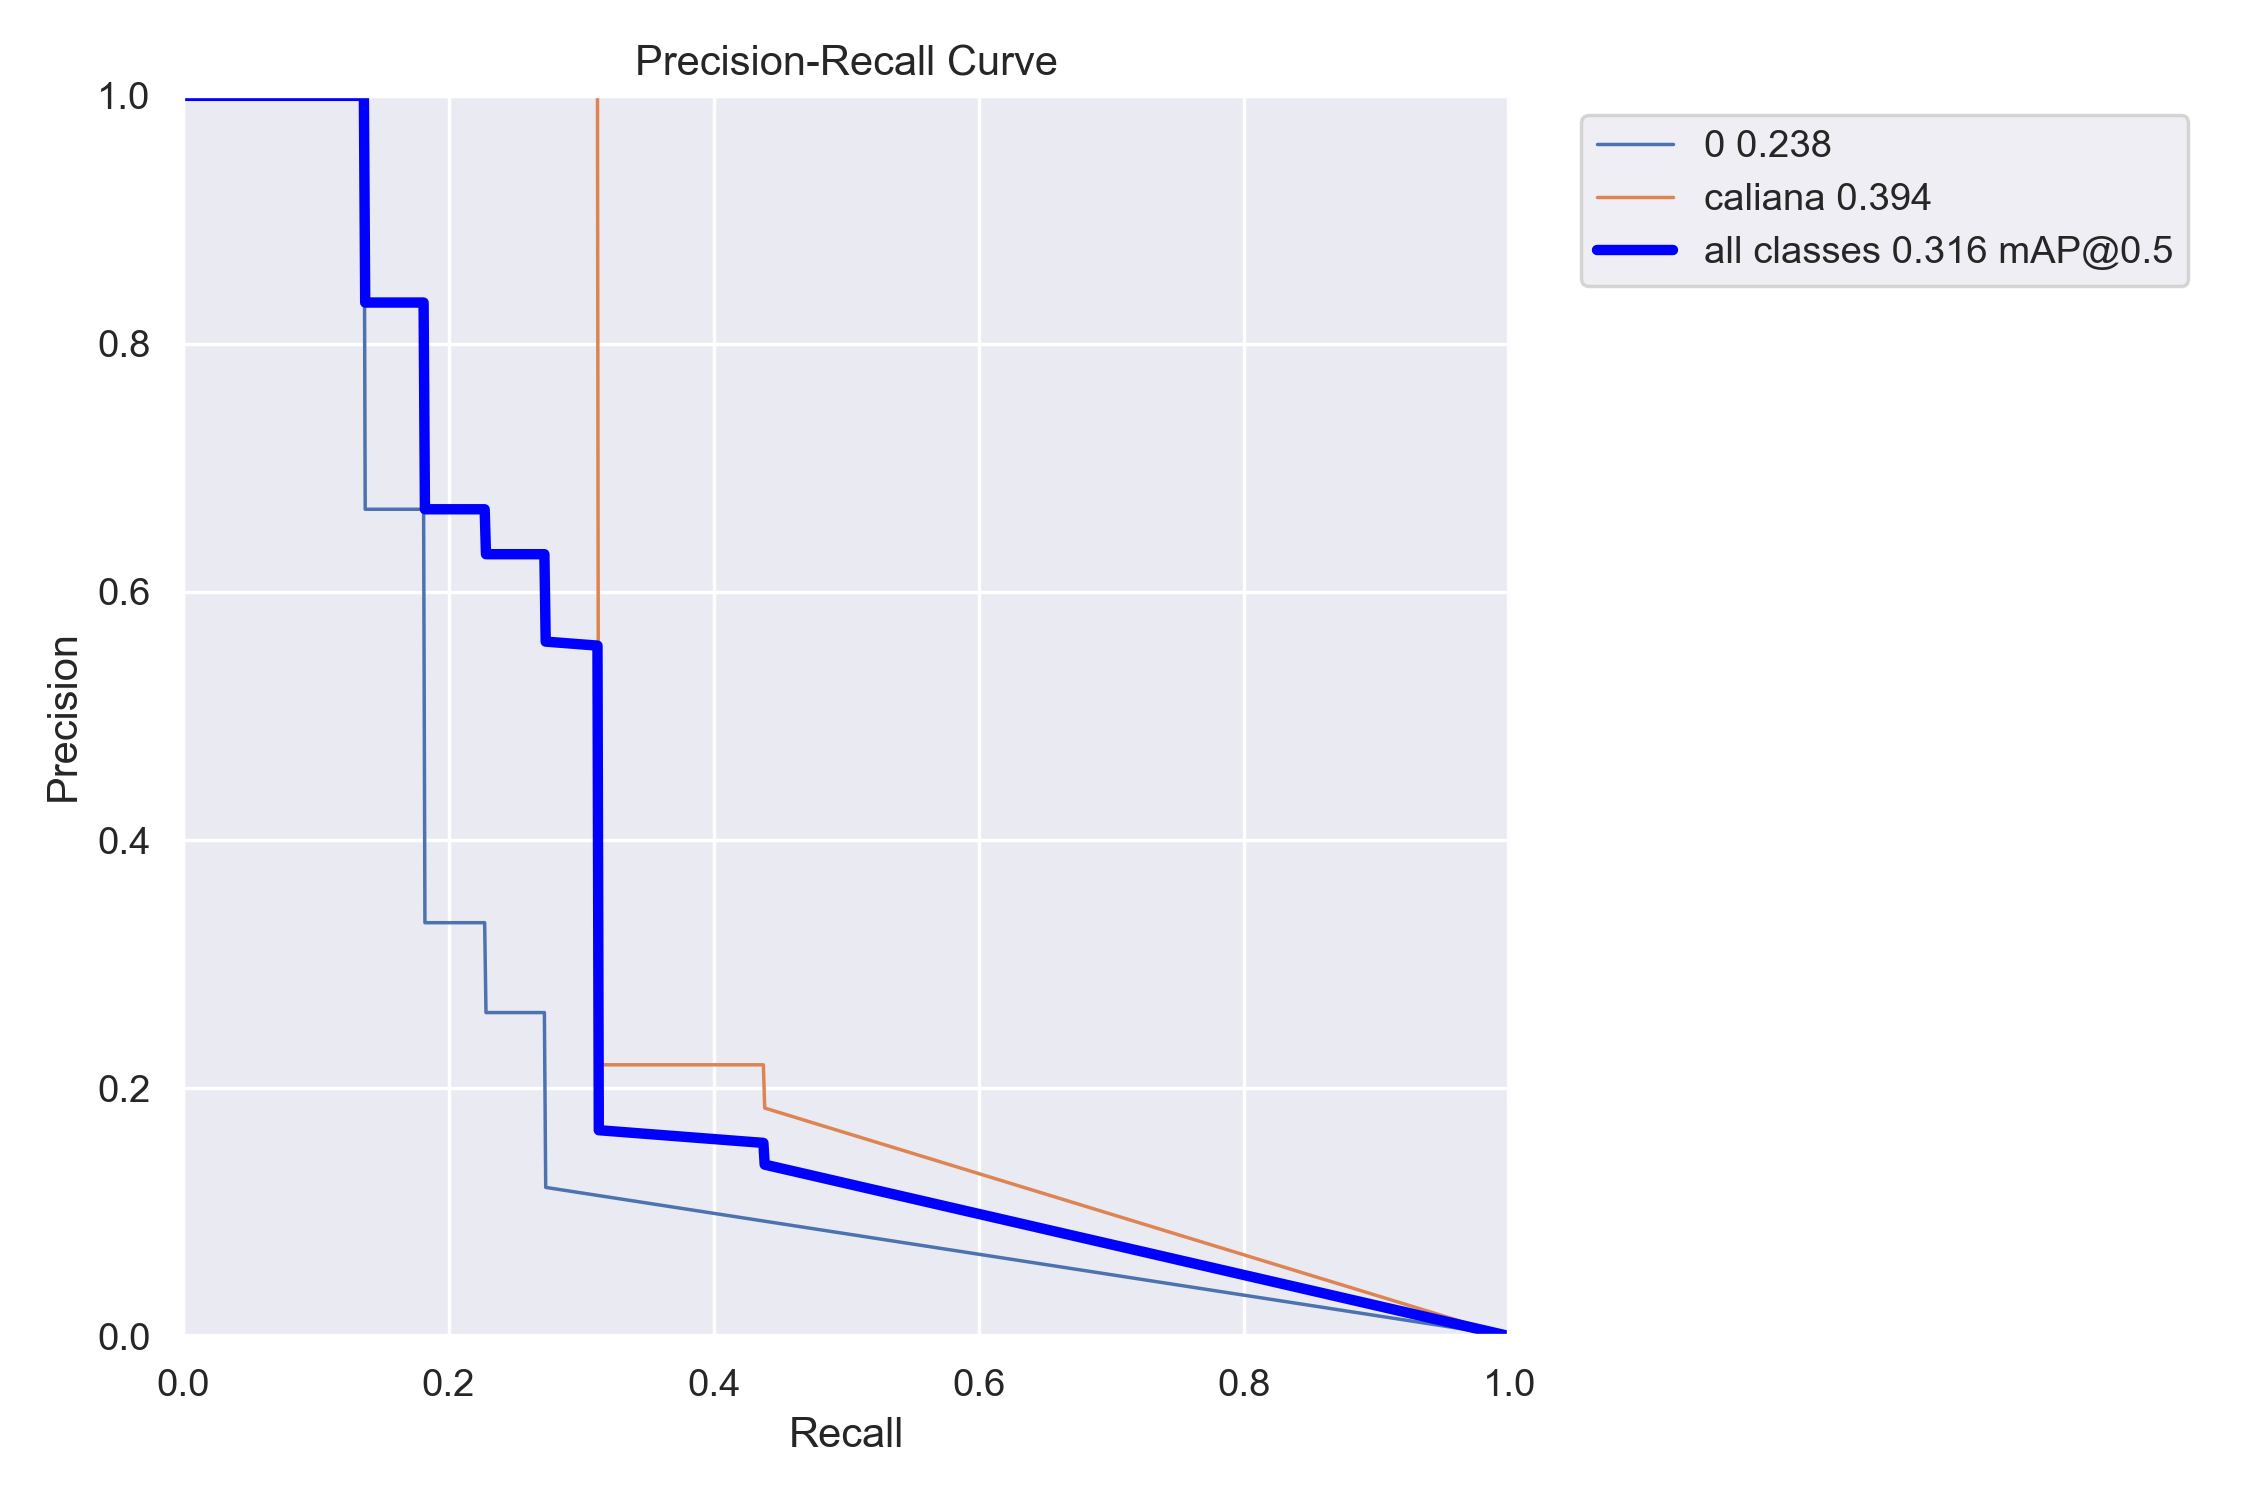 Precision-Recall Curve
1.0
0.8
0.6
0.4
0.2
0.0
Precision
0.0 0.2 0.4 0.6 0.8 1.0
Recall
0 0.238
caliana 0.394
all classes 0.316 mAP@0.5